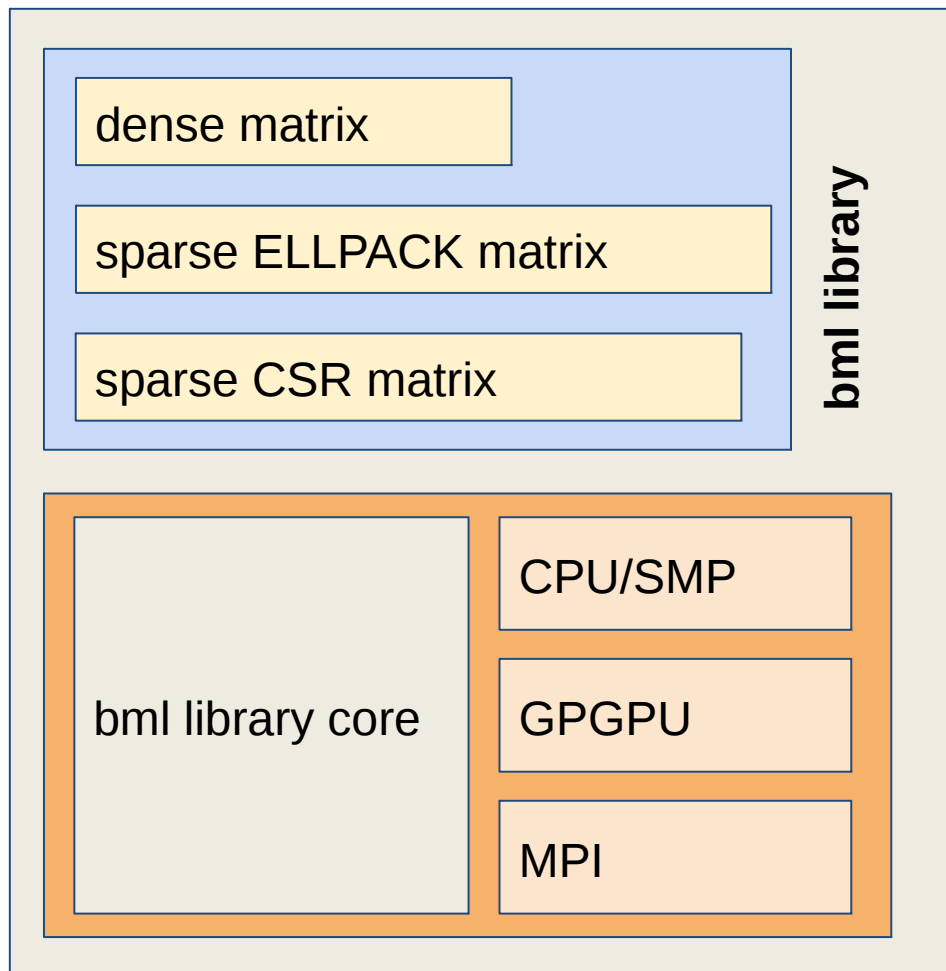 dense matrix
sparse ELLPACK matrix
sparse CSR matrix
bml library
bml library core
CPU/SMP
GPGPU
MPI